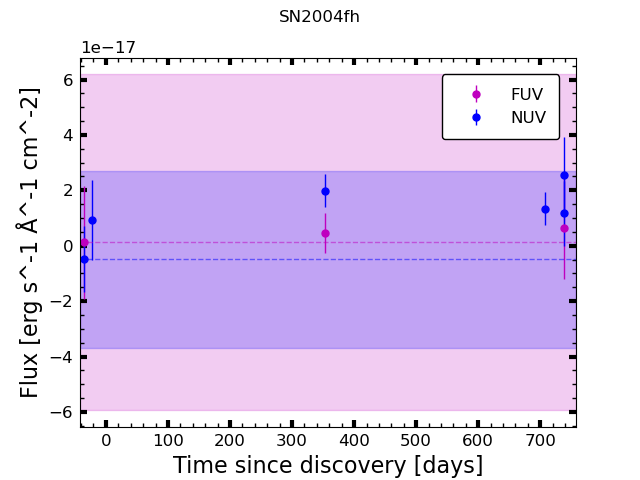 SN2004fh
1e−17
6
4
2
0
−2
−4
−6
Flux [erg s^-1 Å^-1 cm^-2]
FUV
NUV
0 100 200 300 400 500 600 700
Time since discovery [days]